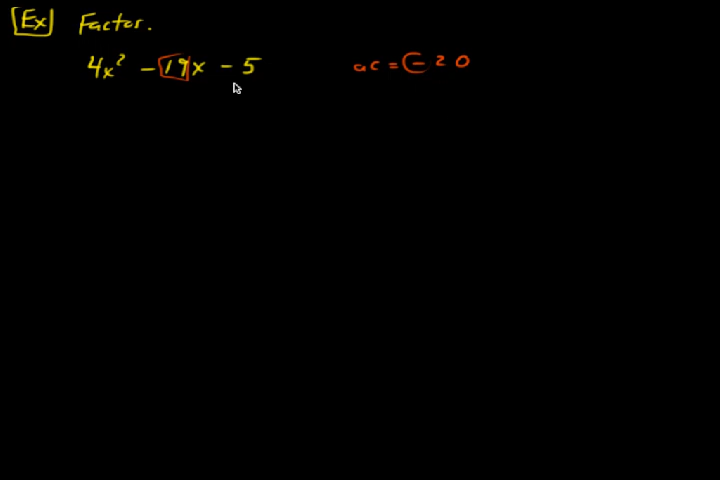 [Ex] Factor.
4x² - 19x - 5
ac = - 20